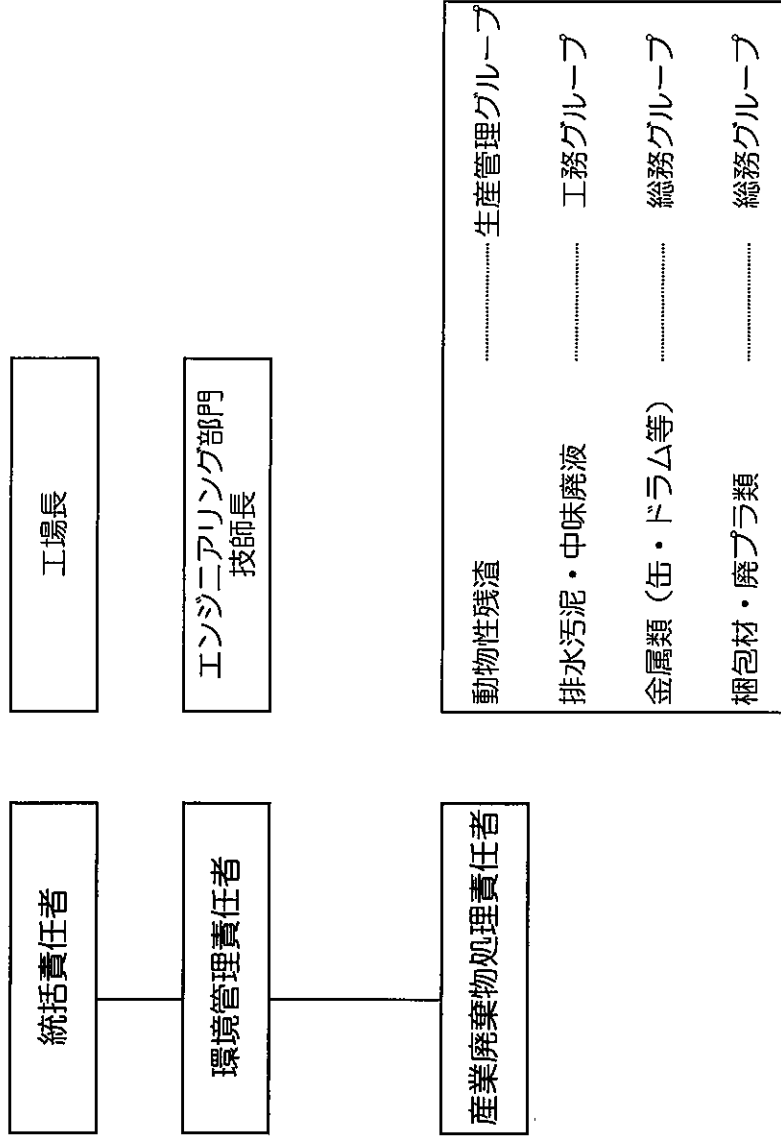 統括責任者
工場長
環境管理責任者
エンジニアリング部門
技師長
産業廃棄物処理責任者
動物性残渣 ………… 生産管理グループ
排水汚泥・中味廃液 ………… 工務グループ
金属類（缶・ドラム等） ………… 総務グループ
梱包材・廃プラ類 ………… 総務グループ